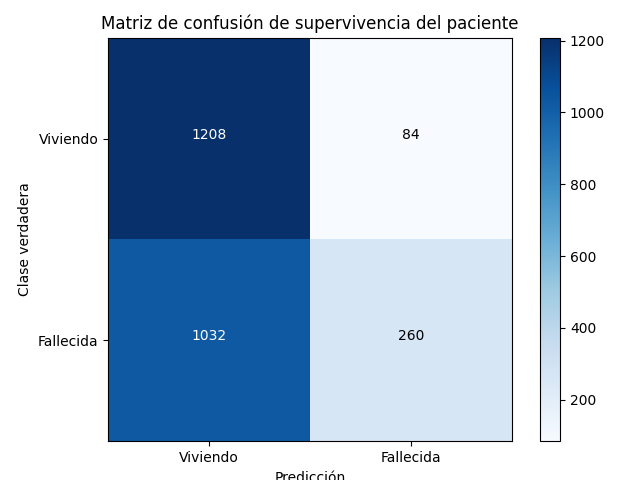 Matriz de confusión de supervivencia del paciente
Viviendo
Fallecida
Clase verdadera
1208
84
1032
260
Viviendo
Fallecida
Predicción
1200
1000
800
600
400
200